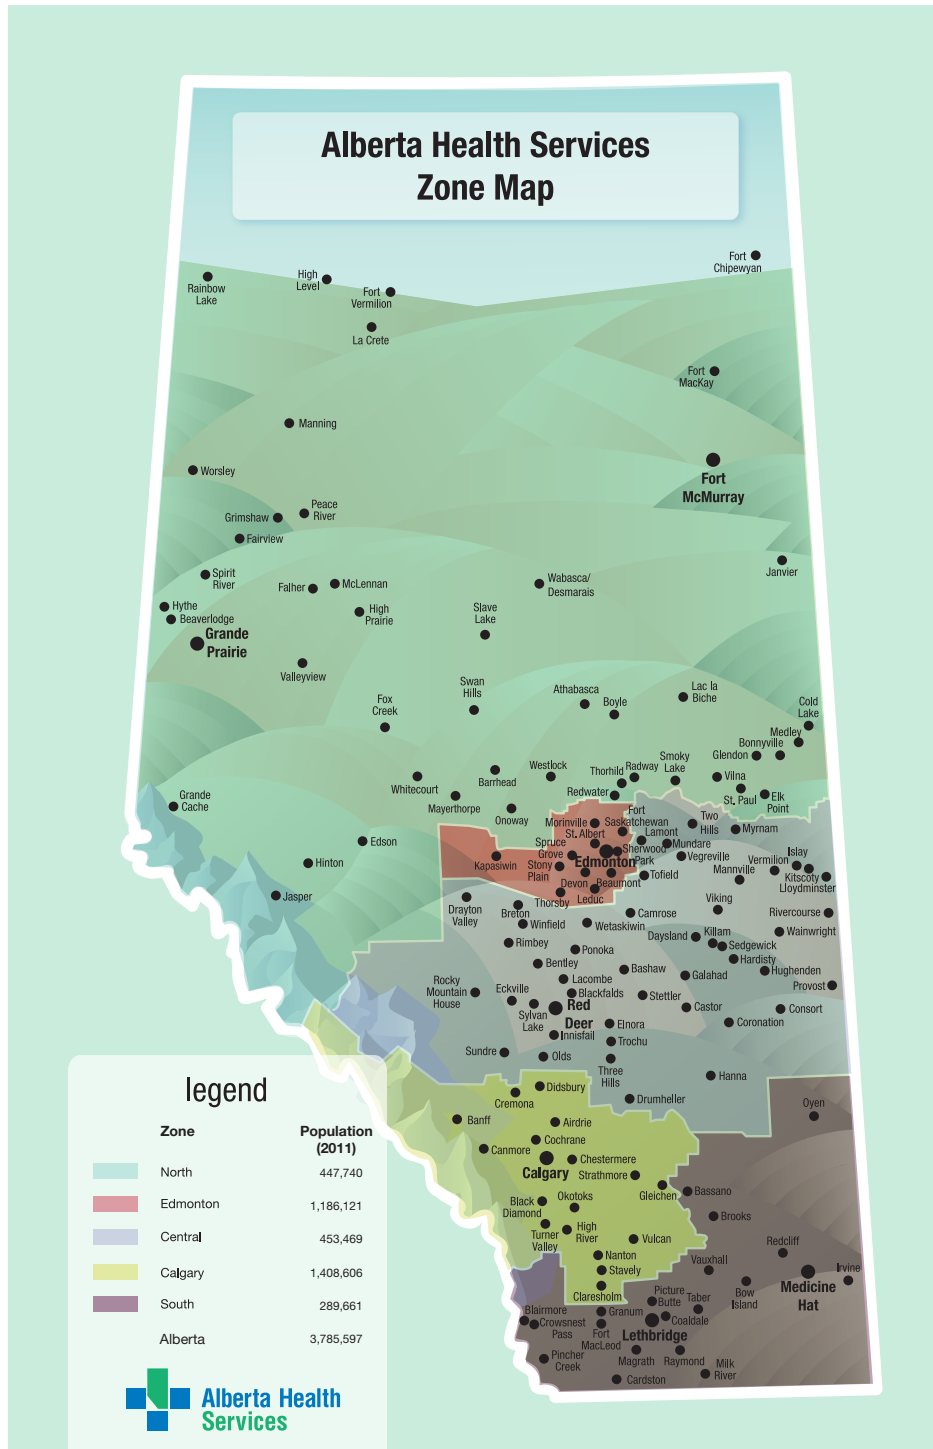 Alberta Health Services
Zone Map
Fort
Chipewyan
Rainbow
Lake
High
Level
Fort
Vermilion
La Crete
Fort
MacKay
Manning
Worsley
Fort
McMurray
Peace
River
Grimshaw
Fairview
Janvier
Spirit
River
Falher
McLennan
Wabasca/
Desmarais
Hythe
Beaverlodge
High
Prairie
Slave
Lake
Grande
Prairie
Valleyview
Swan
Hills
Fox
Creek
Athabasca
Boyle
Lac la
Biche
Cold
Lake
Medley
Bonnyville
Glendon
Smoky
Lake
Westlock
Thorhild
Radway
Vilna
Barrhead
Whitecourt
Redwater
St. Paul
Elk
Point
Grande
Cache
Mayerthorpe
Onoway
Fort
Saskatchewan
Morinville
St. Albert
Two
Hills
Myrnam
Lamont
Mundare
Edson
Spruce
Grove
Stony
Plain
Kapasiwin
Edmonton
Sherwood
Park
Vegreville
Vermilion
Islay
Kitscoty
Lloydminster
Mannville
Hinton
Devon
Beaumont
Tofield
Jasper
Thorsby
Leduc
Drayton
Valley
Breton
Winfield
Wetaskiwin
Camrose
Viking
Rivercourse
Daysland
Killam
Sedgewick
Wainwright
Rimbey
Ponoka
Hardisty
Bentley
Bashaw
Galahad
Hughenden
Provost
Rocky
Mountain
House
Eckville
Lacombe
Blackfalds
Stettler
Castor
Consort
Sylvan
Lake
Red
Deer
Elnora
Coronation
Innisfail
Trochu
Sundre
Olds
Three
Hills
Hanna
Didsbury
Cremona
Drumheller
Oyen
Banff
Airdrie
Cochrane
Canmore
Calgary
Chestermere
Strathmore
Gleichen
Bassano
Black
Diamond
Okotoks
Brooks
Turner
Valley
High
River
Vulcan
Redcliff
Nanton
Stavely
Vauxhall
Irvine
Medicine
Hat
Claresholm
Picture
Butte
Taber
Bow
Island
Blairmore
Crowsnest
Pass
Granum
Fort
MacLeod
Coaldale
Lethbridge
Pincher
Creek
Magrath
Raymond
Milk
River
Cardston
legend
Zone Population
(2011)
North 447,740
Edmonton 1,186,121
Central 453,469
Calgary 1,408,606
South 289,661
Alberta 3,785,597
Alberta Health
Services